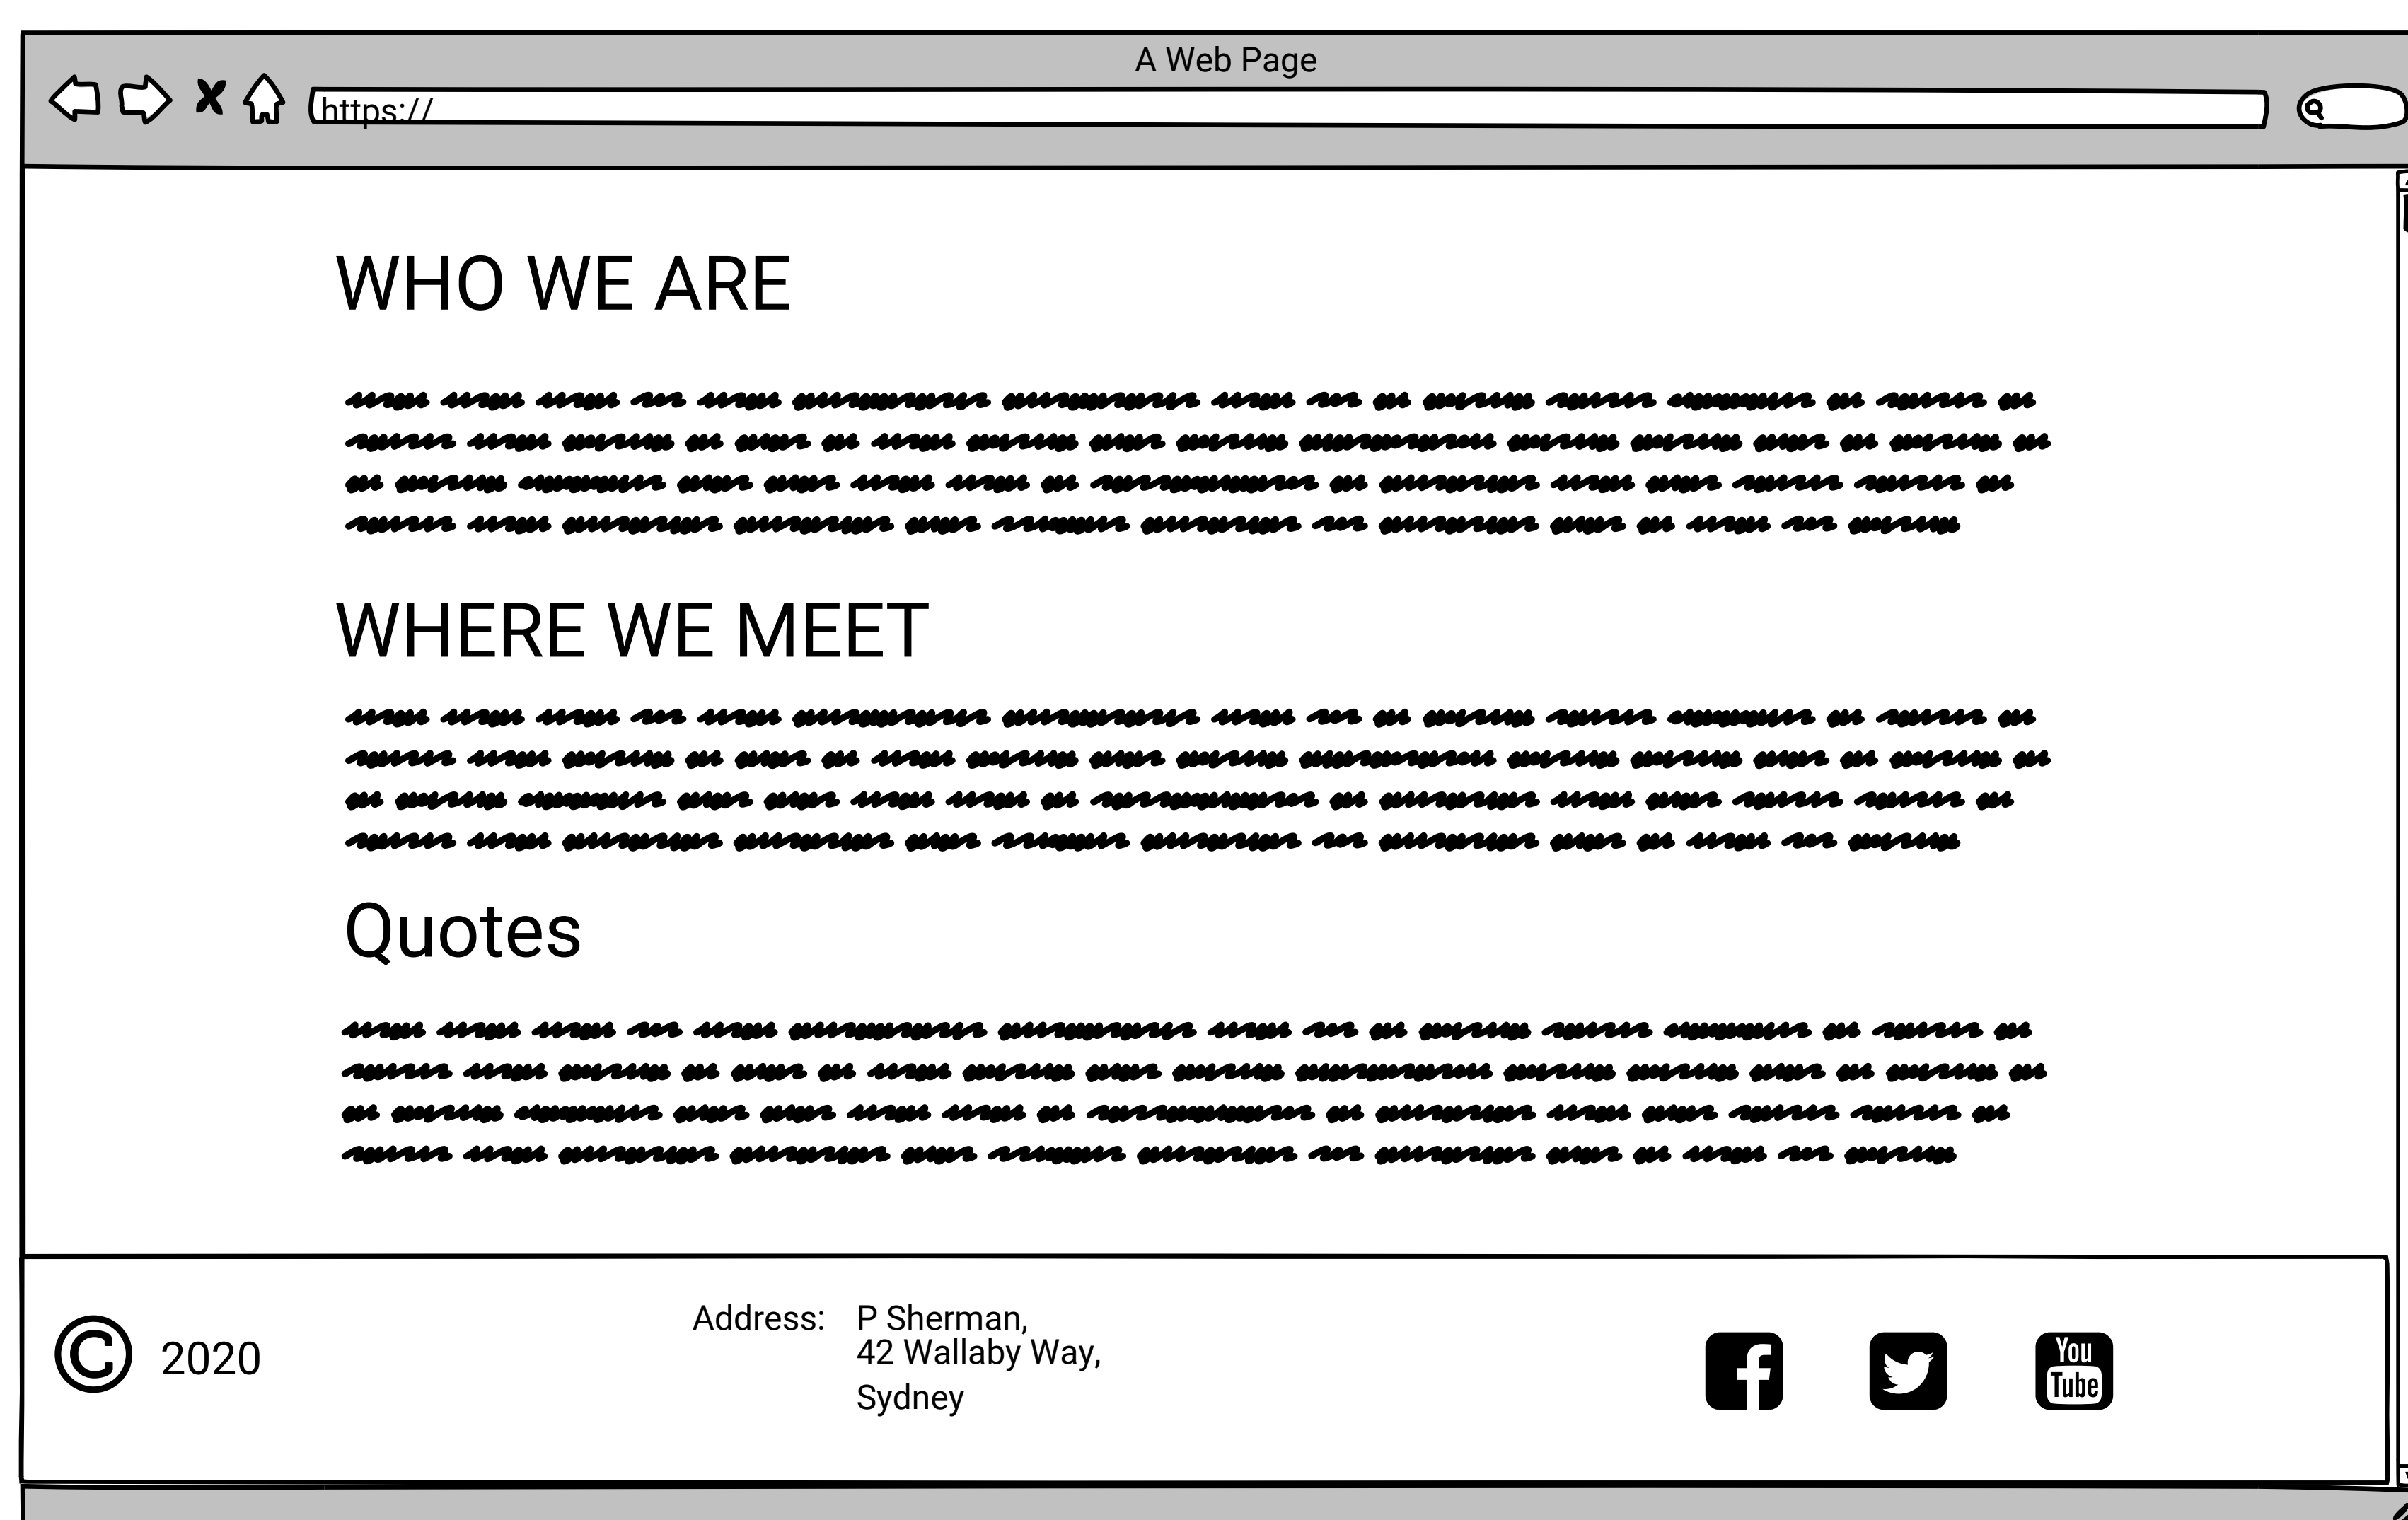 A Web Page
https://
WHO WE ARE
WHERE WE MEET
Quotes
© 2020
Address: P Sherman,
42 Wallaby Way,
Sydney
You
Tube